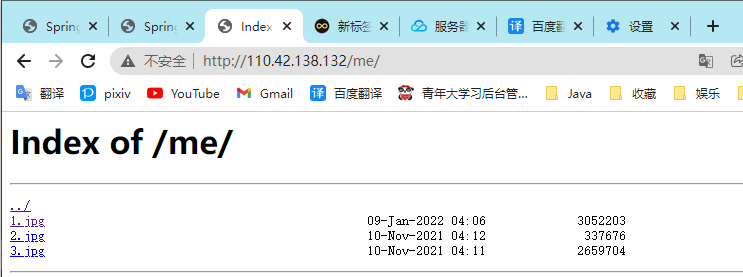 Spring
Spring
Index
新标签
服务器
百度翻
设置
不安全 | http://110.42.138.132/me/
翻译
pixiv
YouTube
Gmail
百度翻译
青年大学习后台管...
Java
收藏
娱乐
Index of /me/
../
1.jpg 09-Jan-2022 04:06 3052203
2.jpg 10-Nov-2021 04:12 337676
3.jpg 10-Nov-2021 04:11 2659704